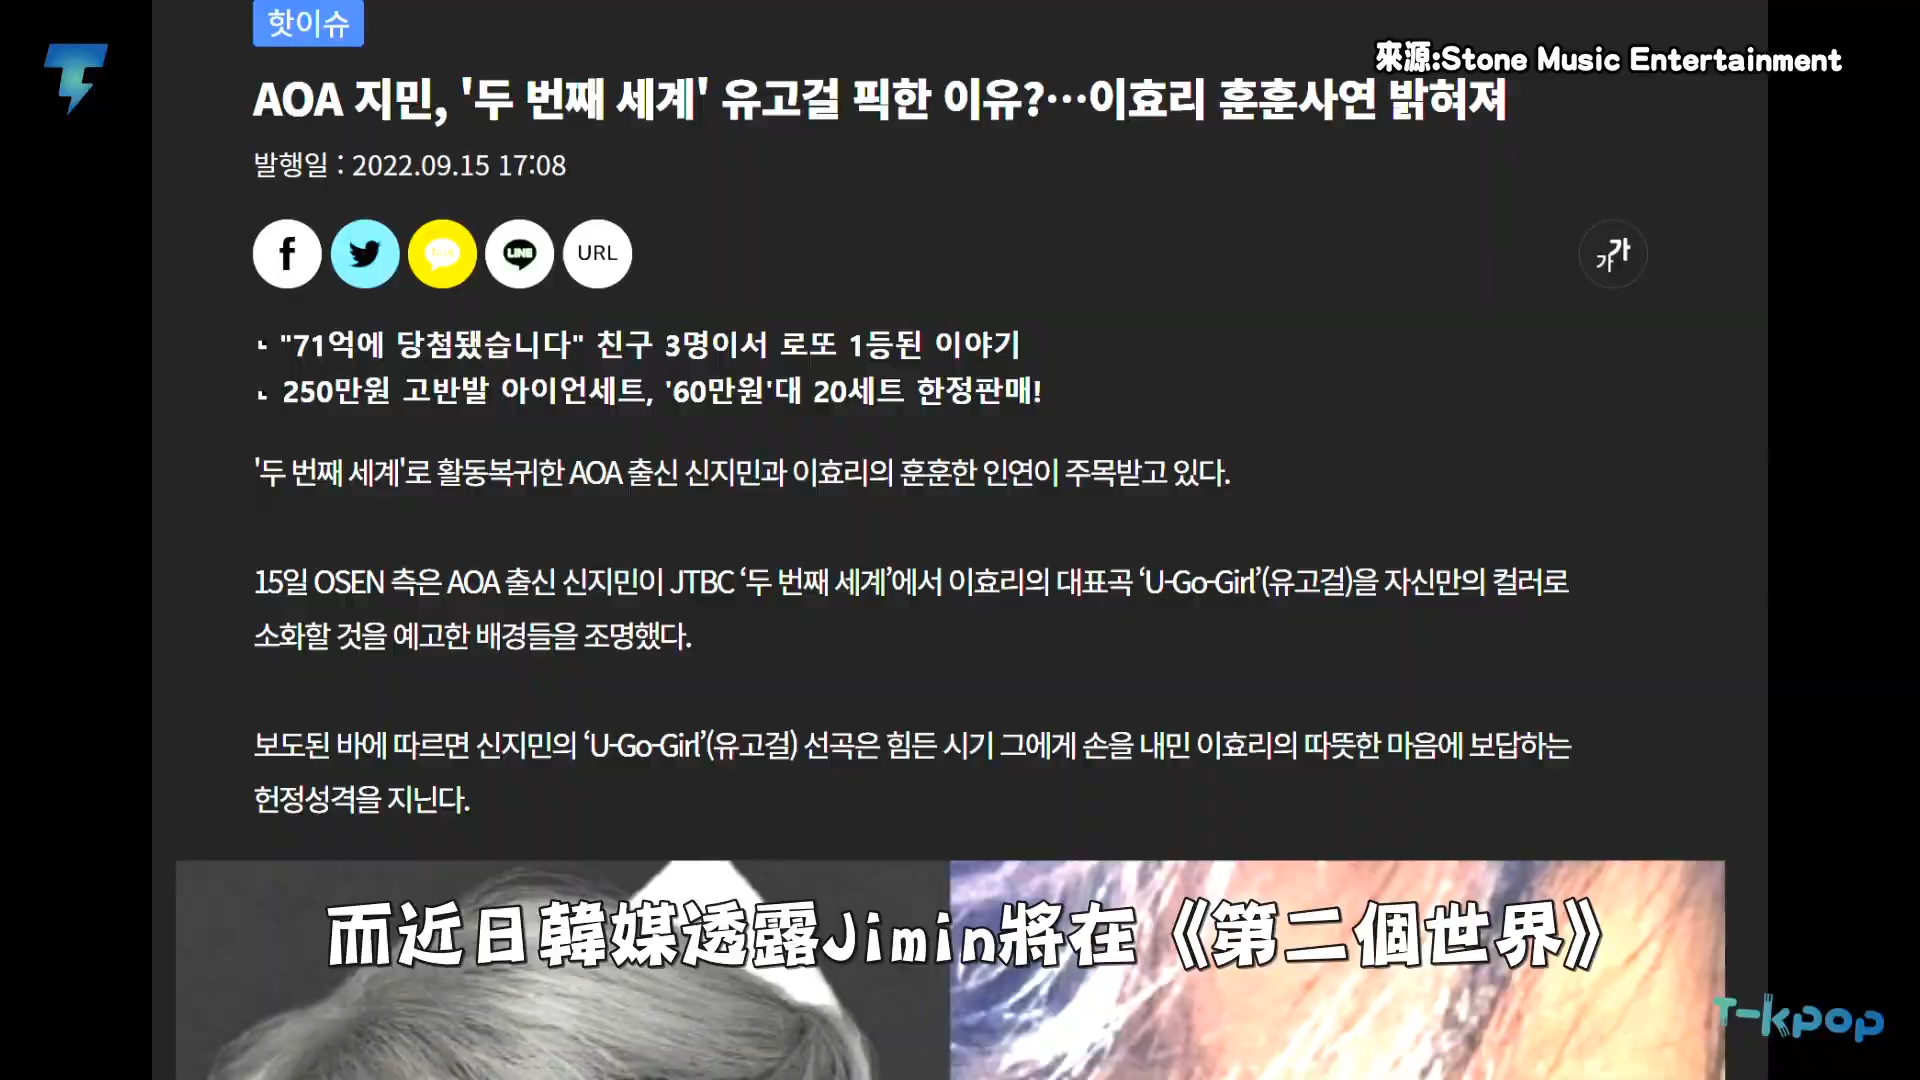 핫이슈
來源:Stone Music Entertainment
AOA 지민, '두 번째 세계' 유고걸 픽한 이유?…이효리 훈훈사연 밝혀져
발행일 : 2022.09.15 17:08
LINE
URL
가가
"71억에 당첨됐습니다" 친구 3명이서 로또 1등된 이야기
250만원 고반발 아이언세트, '60만원'대 20세트 한정판매!
'두 번째 세계'로 활동복귀한 AOA 출신 신지민과 이효리의 훈훈한 인연이 주목받고 있다.
15일 OSEN 측은 AOA 출신 신지민이 JTBC ‘두 번째 세계’에서 이효리의 대표곡 ‘U-Go-Girl’(유고걸)을 자신만의 컬러로
소화할 것을 예고한 배경들을 조명했다.
보도된 바에 따르면 신지민의 ‘U-Go-Girl’(유고걸) 선곡은 힘든 시기 그에게 손을 내민 이효리의 따뜻한 마음에 보답하는
헌정성격을 지닌다.
而近日韓媒透露Jimin將在《第二個世界》
T-kpop